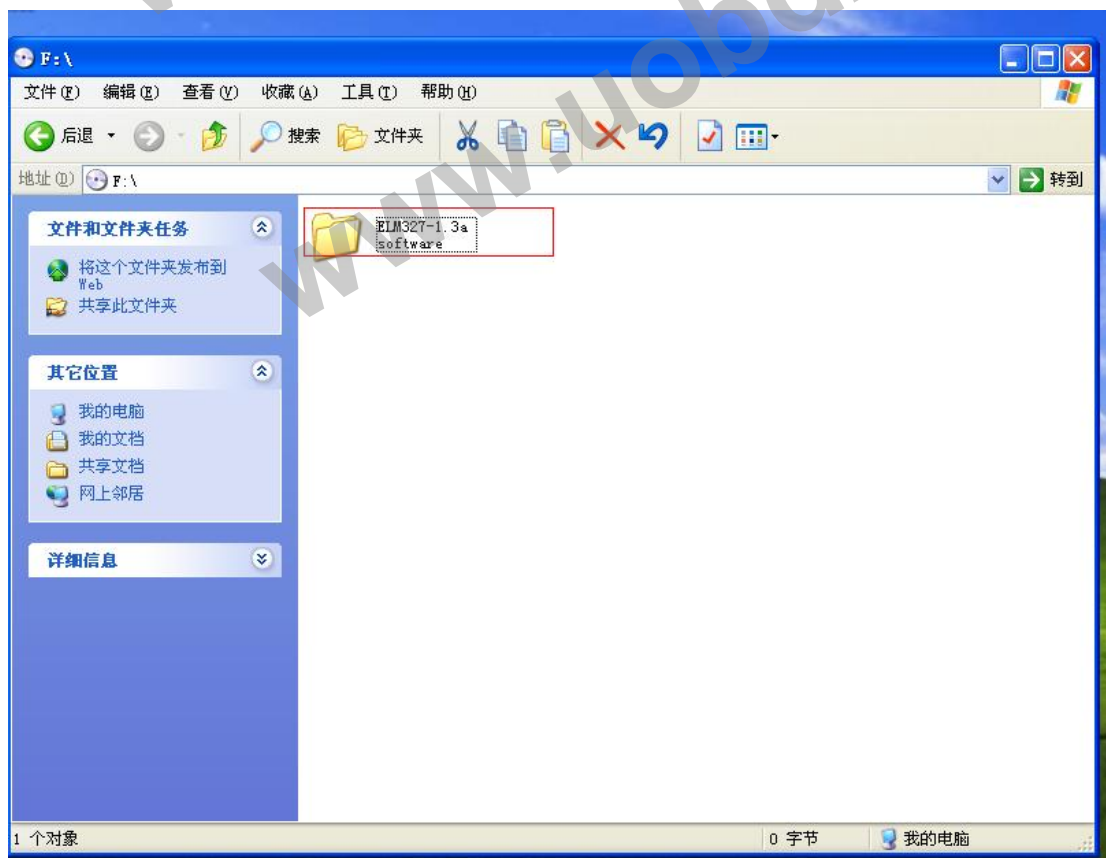 F:\
文件(F) 编辑(E) 查看(V) 收藏(A) 工具(T) 帮助(H)
后退 搜索 文件夹
地址(D) F:\ 转到
文件和文件夹任务
将这个文件夹发布到
Web
共享此文件夹
其它位置
我的电脑
我的文档
共享文档
网上邻居
详细信息
ELM327-1.3a
software
1 个对象 0 字节 我的电脑